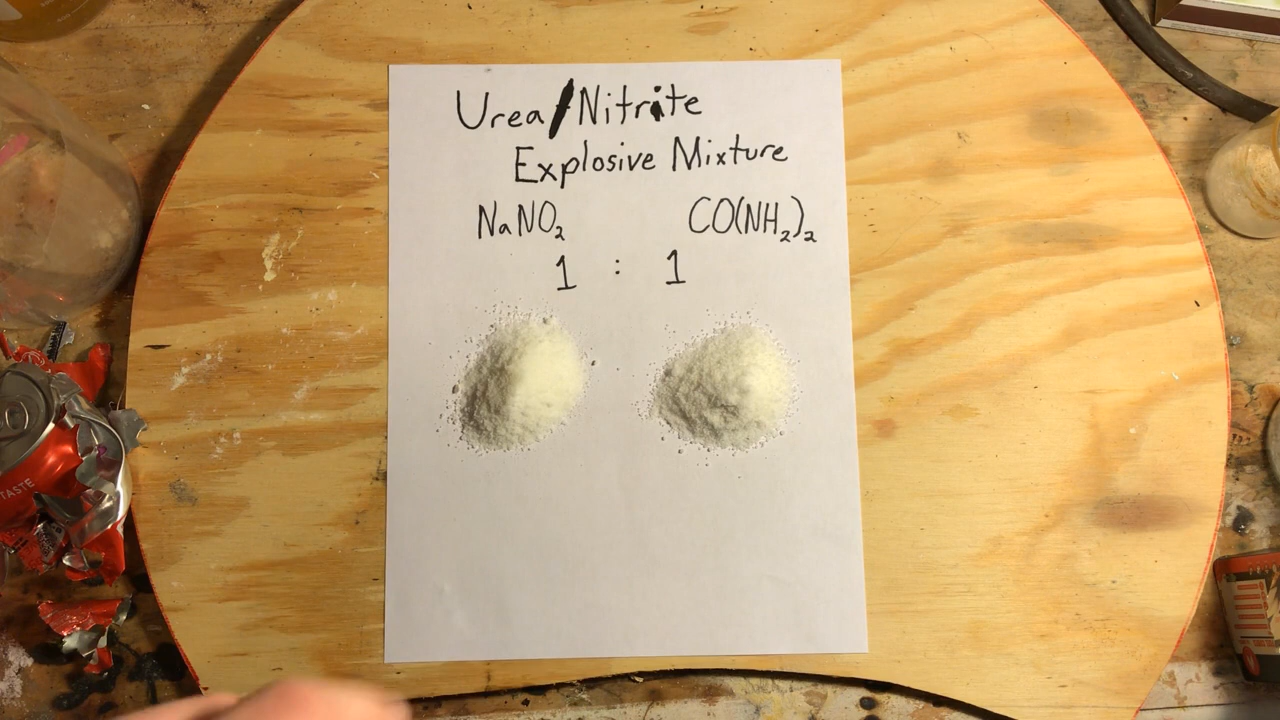 Urea/Nitrite
Explosive Mixture
NaNO₂ CO(NH₂)₂
1 : 1
TASTE